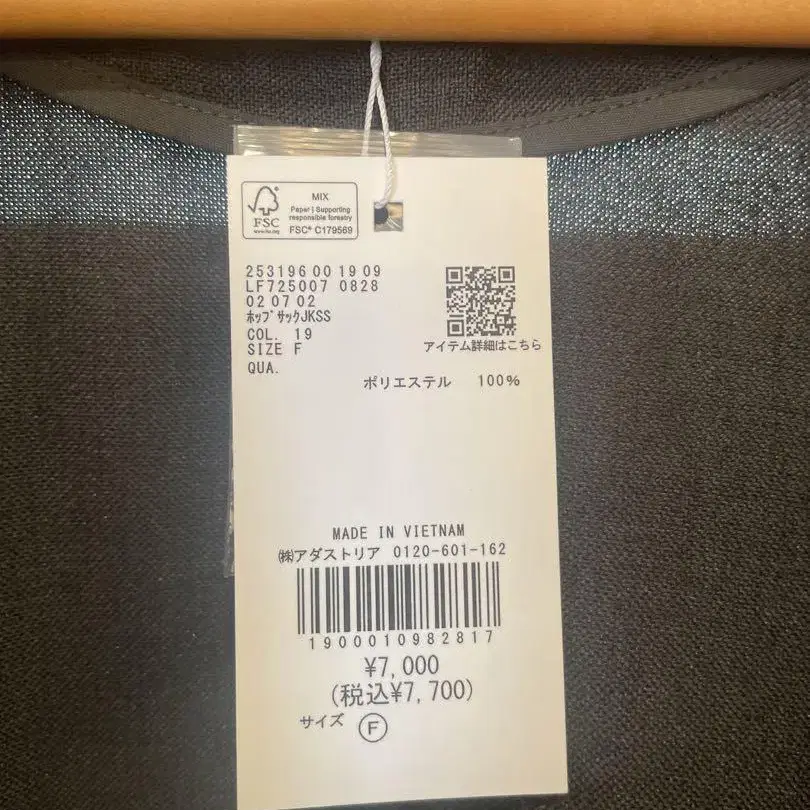 MIX
Paper | Supporting
responsible forestry
FSC
www.fsc.org
FSC® C179569
253196 00 19 09
LF725007 0828
02 07 02
ホップサックJKSS
COL. 19
SIZE F
QUA.
アイテム詳細はこちら
ポリエステル 100%
MADE IN VIETNAM
㈱アダストリア 0120-601-162
1900010982817
¥7,000
(税込¥7,700)
サイズ Ⓕ